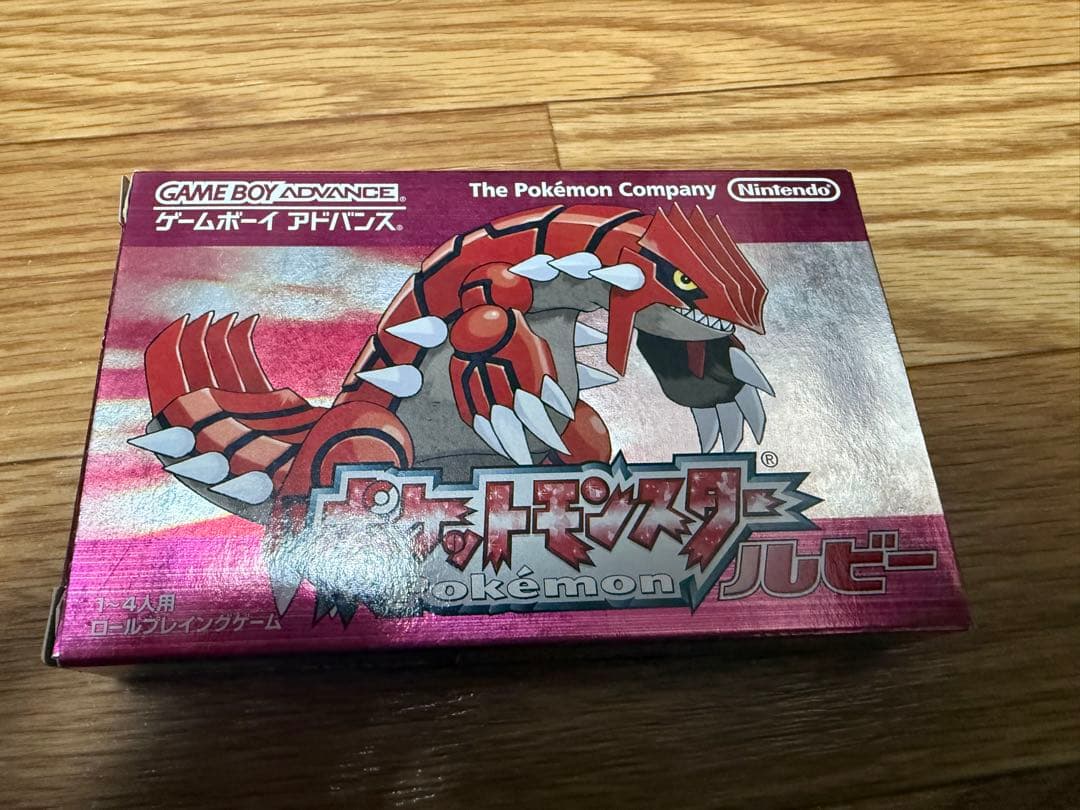 GAME BOY ADVANCE
ゲームボーイ アドバンス
The Pokémon Company
Nintendo®
ポケットモンスター®
Pokémon
ルビー
1~4人用
ロールプレイングゲーム